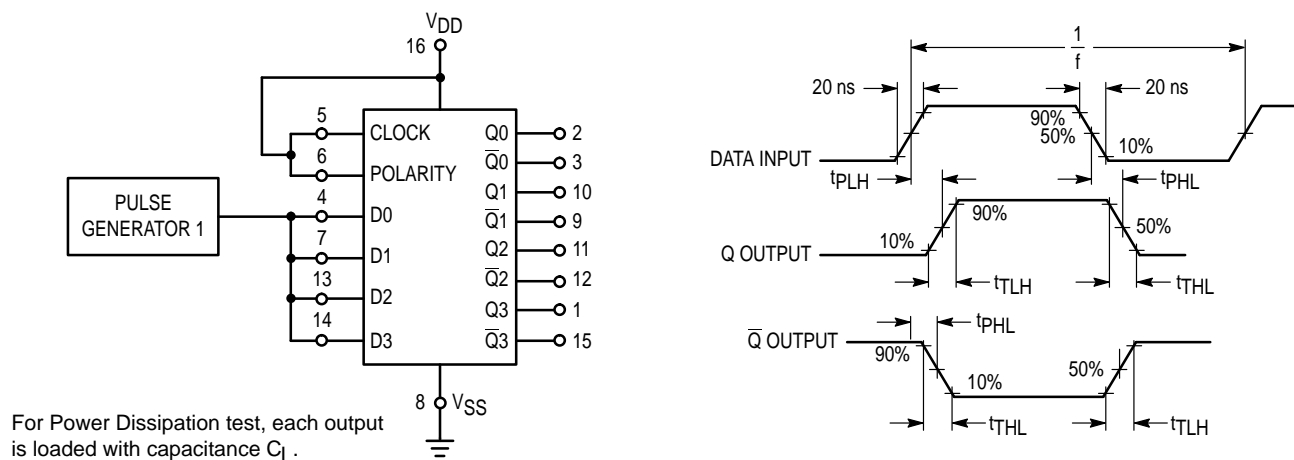 VDD
16
5
CLOCK
6
POLARITY
PULSE
GENERATOR 1
4
D0
7
D1
13
D2
14
D3
Q0
2
Q̅0
3
Q1
10
Q̅1
9
Q2
11
Q̅2
12
Q3
1
Q̅3
15
8
VSS
For Power Dissipation test, each output
is loaded with capacitance CL .
1
f
20 ns
20 ns
90%
50%
10%
DATA INPUT
tPLH
tPHL
90%
50%
10%
Q OUTPUT
tTLH
tTHL
tPHL
Q̅ OUTPUT
90%
10%
50%
tTHL
tTLH